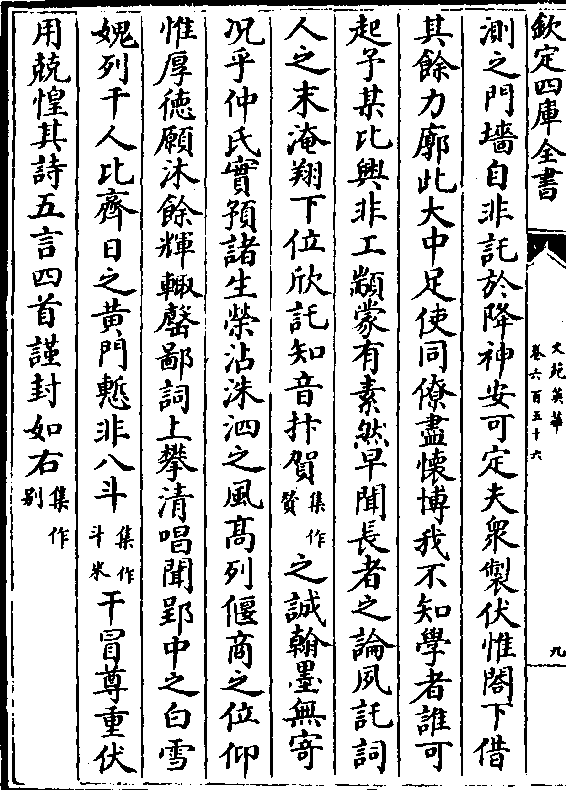 欽定四庫全書
文苑英華
卷六百五十六
九
測之門墻自非託於降神安可定夫衆製伏惟閤下借
其餘力廓此大中足使同僚盡懷博我不知學者誰可
起予某比興非工顓蒙有素然早聞長者之論夙託詞
人之末淹翔下位欣託知音抃賀集作賛之誠翰墨無寄
况乎仲氏實預諸生榮沾洙泗之風髙列偃商之位仰
惟厚徳願沐餘輝輙罄鄙詞上攀清唱聞郢中之白雪
媿列千人比齊日之黄門慙非八斗集作斗米干冒尊重伏
用兢惶其詩五言四首謹封如右集作别